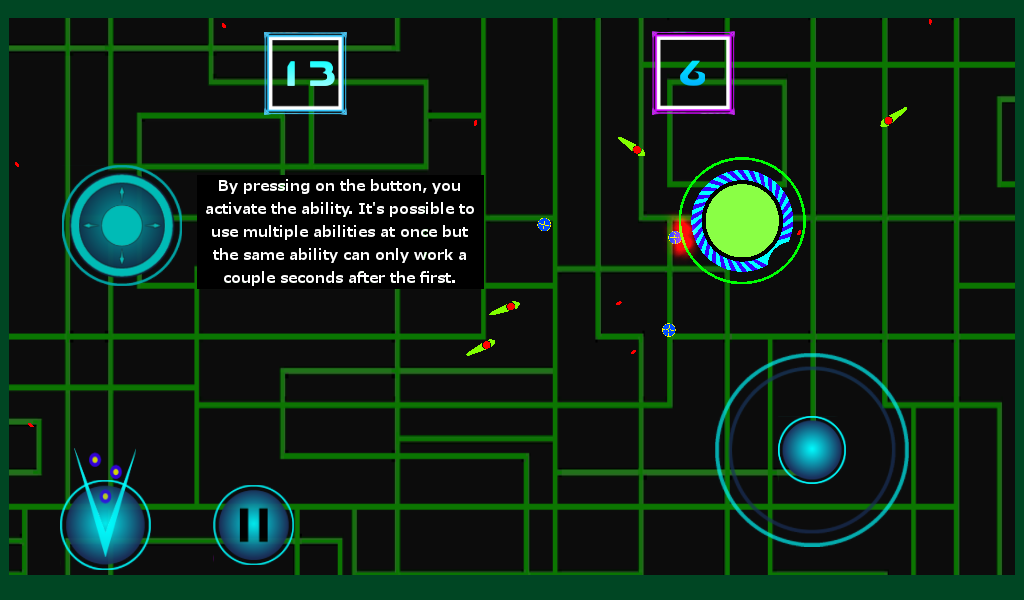 13
6
By pressing on the button, you
activate the ability. It's possible to
use multiple abilities at once but
the same ability can only work a
couple seconds after the first.